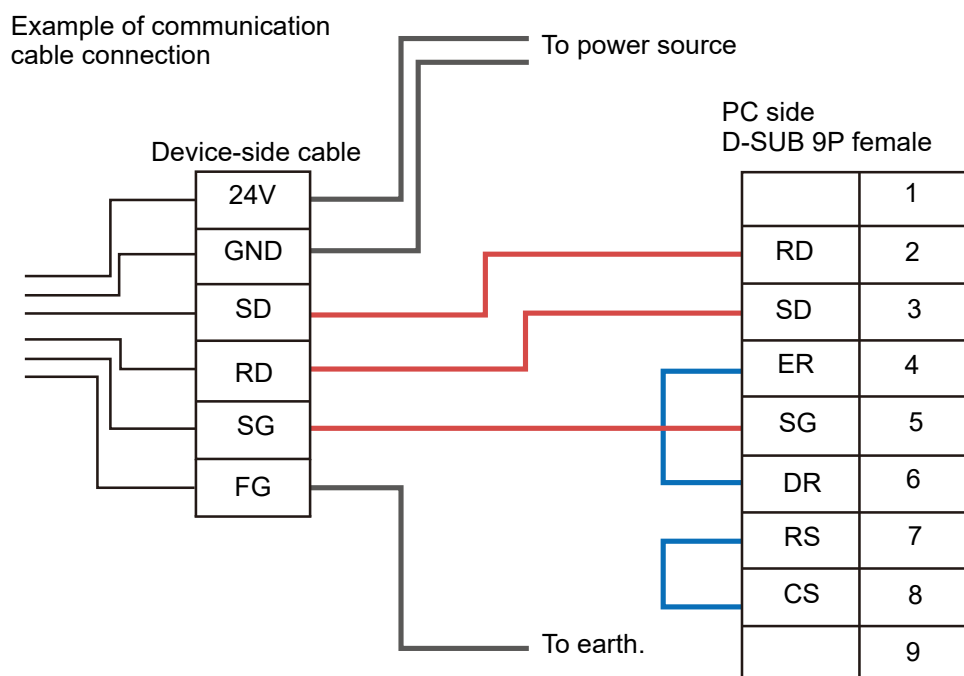 Example of communication
cable connection
To power source
PC side
D-SUB 9P female
Device-side cable
24V
GND
SD
RD
SG
FG
1
RD 2
SD 3
ER 4
SG 5
DR 6
RS 7
CS 8
9
To earth.